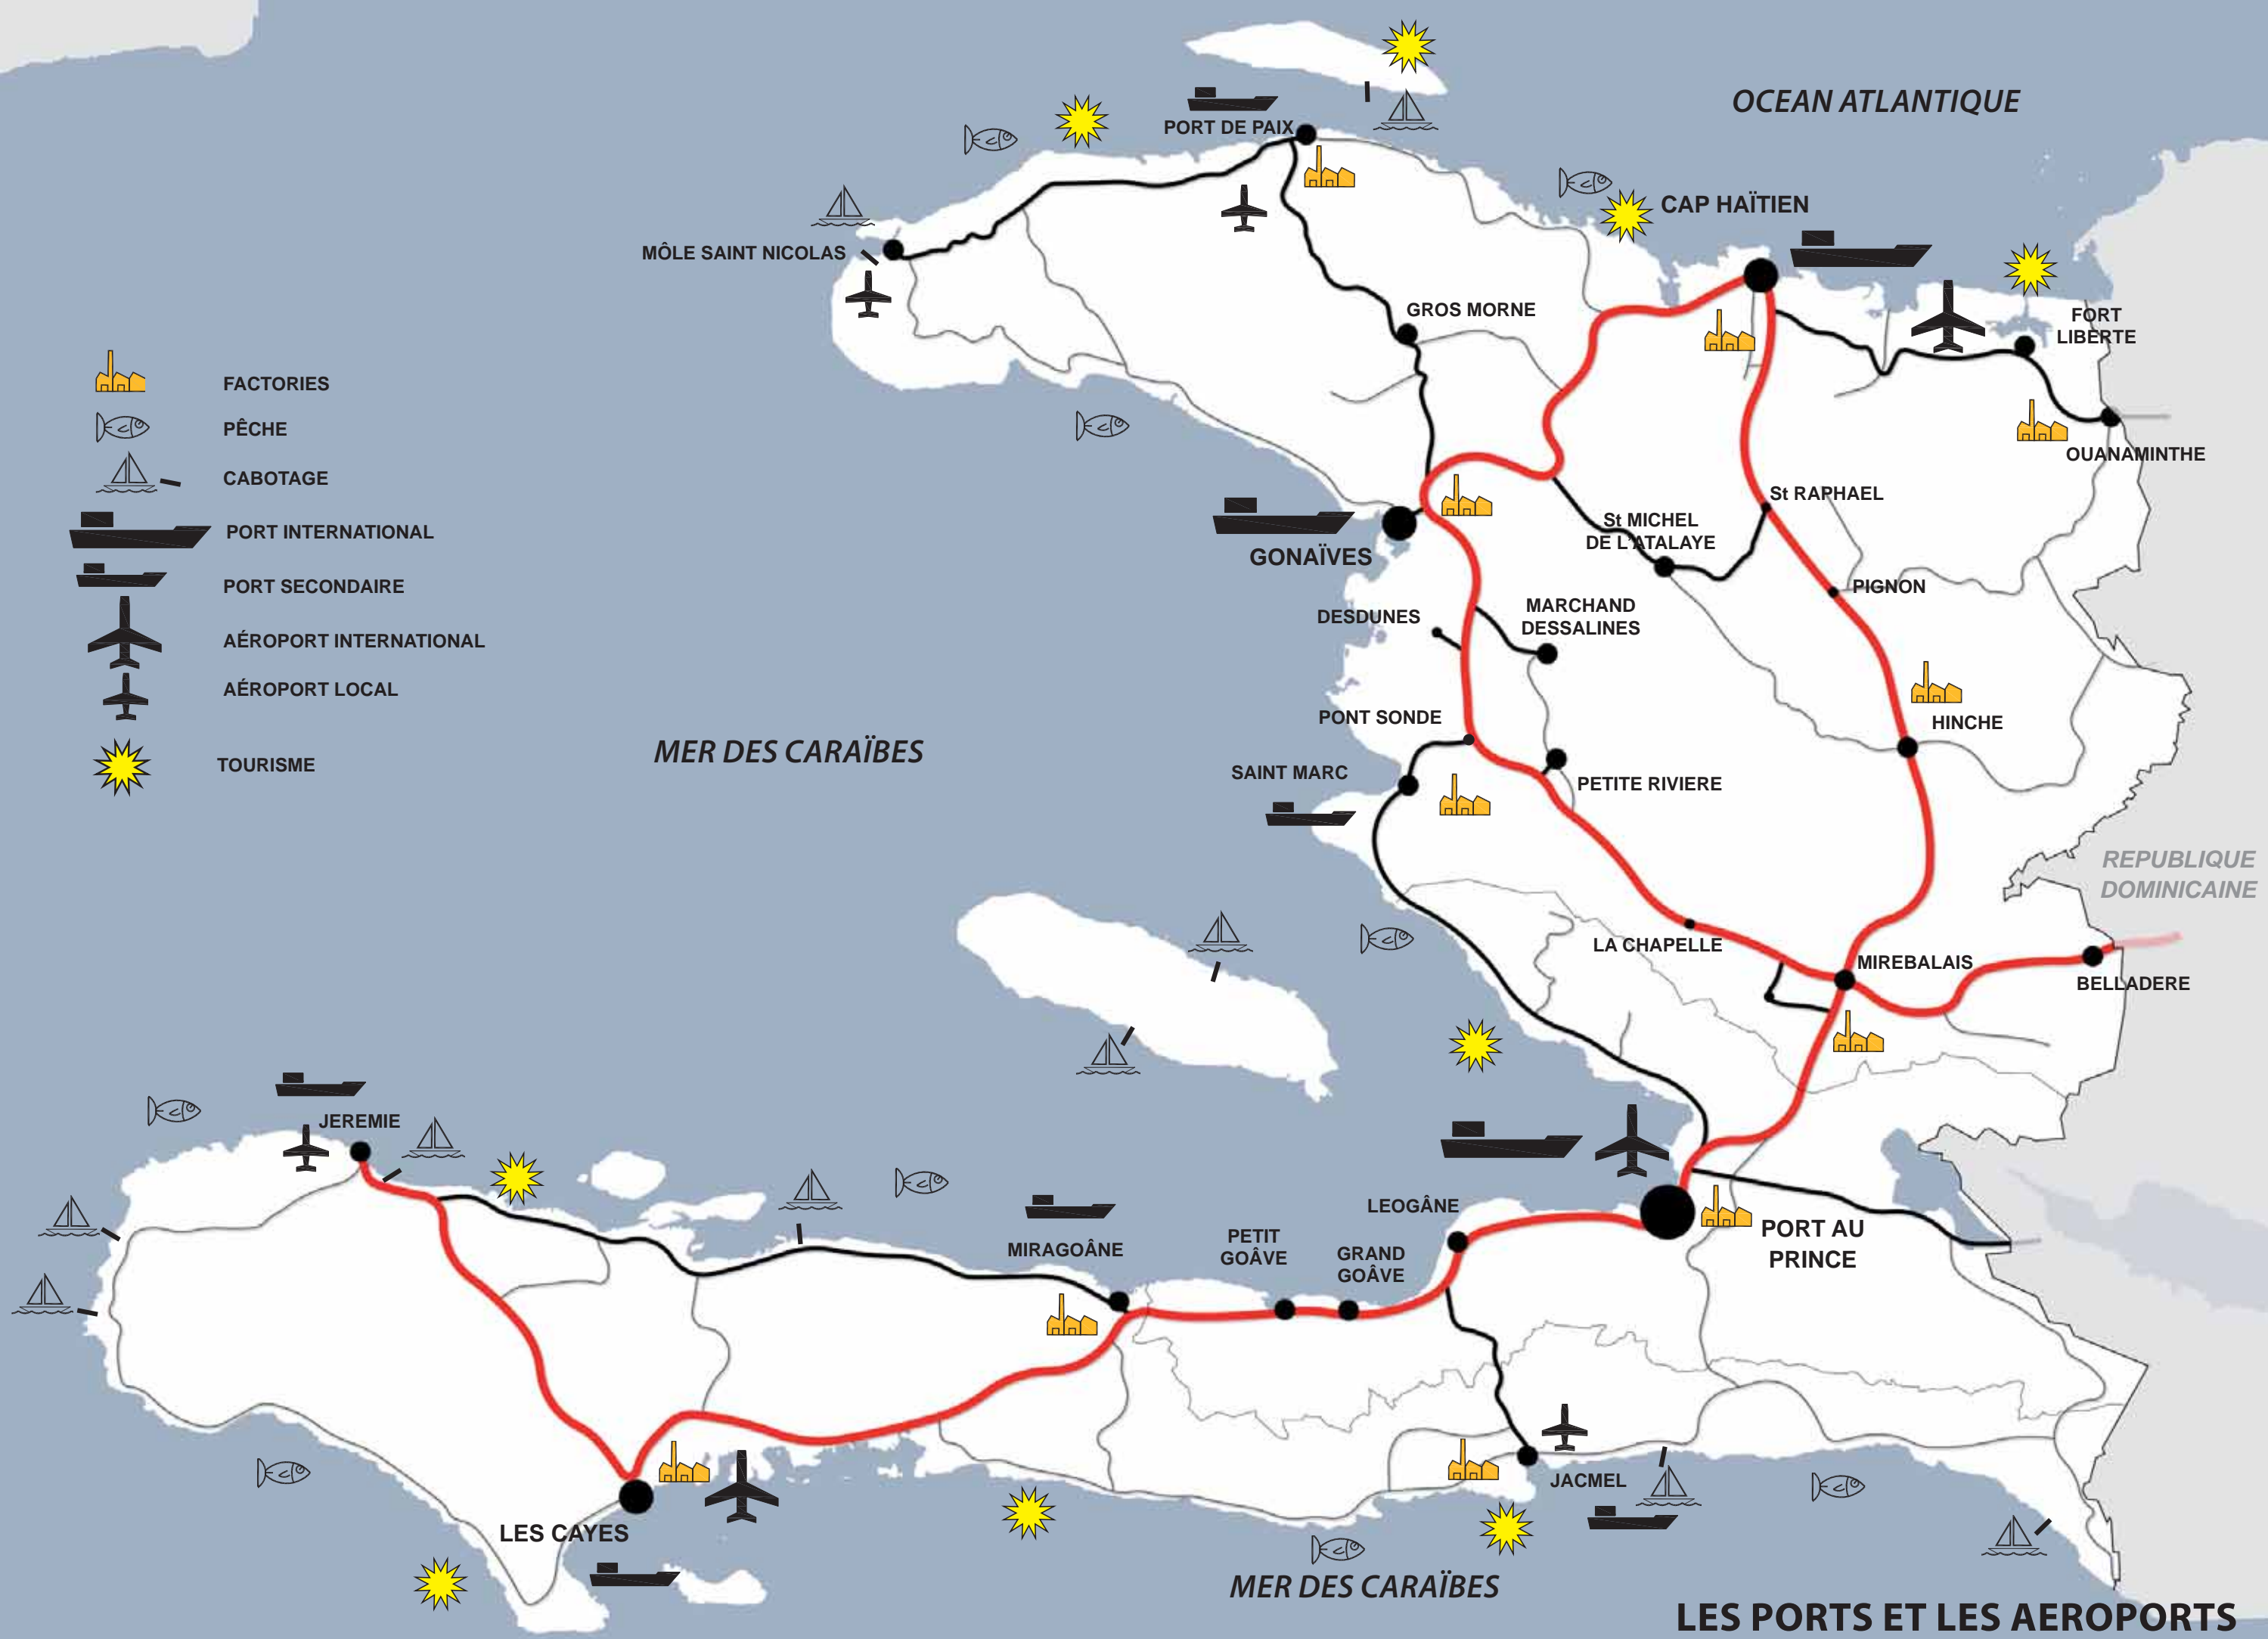 OCEAN ATLANTIQUE
PORT DE PAIX
CAP HAÏTIEN
MÔLE SAINT NICOLAS
GROS MORNE
FORT
LIBERTE
OUANAMINTHE
FACTORIES
PÊCHE
CABOTAGE
PORT INTERNATIONAL
PORT SECONDAIRE
AÉROPORT INTERNATIONAL
AÉROPORT LOCAL
TOURISME
St RAPHAEL
St MICHEL
DE L'ATALAYE
GONAÏVES
PIGNON
DESDUNES
MARCHAND
DESSALINES
PONT SONDE
HINCHE
MER DES CARAÏBES
SAINT MARC
PETITE RIVIERE
REPUBLIQUE
DOMINICAINE
LA CHAPELLE
MIREBALAIS
BELLADERE
JEREMIE
LEOGÂNE
PORT AU
PRINCE
MIRAGOÂNE
PETIT
GOÂVE
GRAND
GOÂVE
JACMEL
LES CAYES
MER DES CARAÏBES
LES PORTS ET LES AEROPORTS